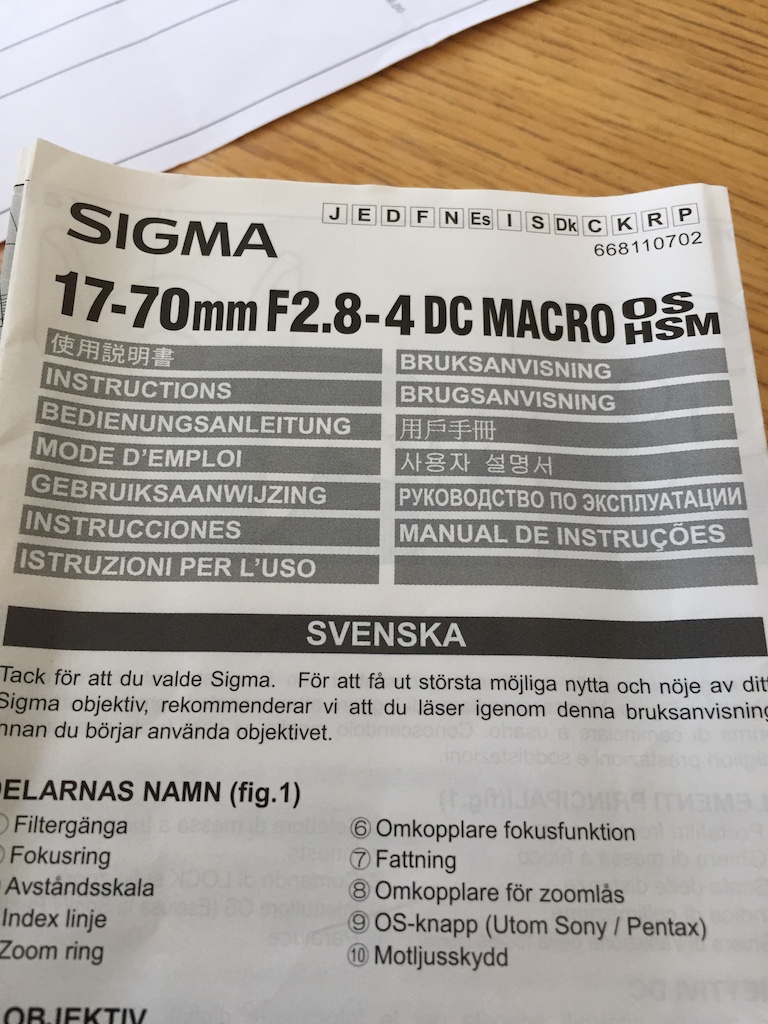 SIGMA
J E D F N Es I S Dk C K R P
668110702
17-70mm F2.8-4 DC MACRO OS HSM
使用説明書
INSTRUCTIONS
BEDIENUNGSANLEITUNG
MODE D'EMPLOI
GEBRUIKSAANWIJZING
INSTRUCCIONES
ISTRUZIONI PER L'USO
BRUKSANVISNING
BRUGSANVISNING
用戶手冊
사용자 설명서
РУКОВОДСТВО ПО ЭКСПЛУАТАЦИИ
MANUAL DE INSTRUÇÕES
SVENSKA
Tack för att du valde Sigma. För att få ut största möjliga nytta och nöje av ditt
Sigma objektiv, rekommenderar vi att du läser igenom denna bruksanvisning
nnan du börjar använda objektivet.
DELARNAS NAMN (fig.1)
Filtergänga
Fokusring
Avståndsskala
Index linje
Zoom ring
⑥ Omkopplare fokusfunktion
⑦ Fattning
⑧ Omkopplare för zoomlås
⑨ OS-knapp (Utom Sony / Pentax)
⑩ Motljusskydd
OBJEKTIV